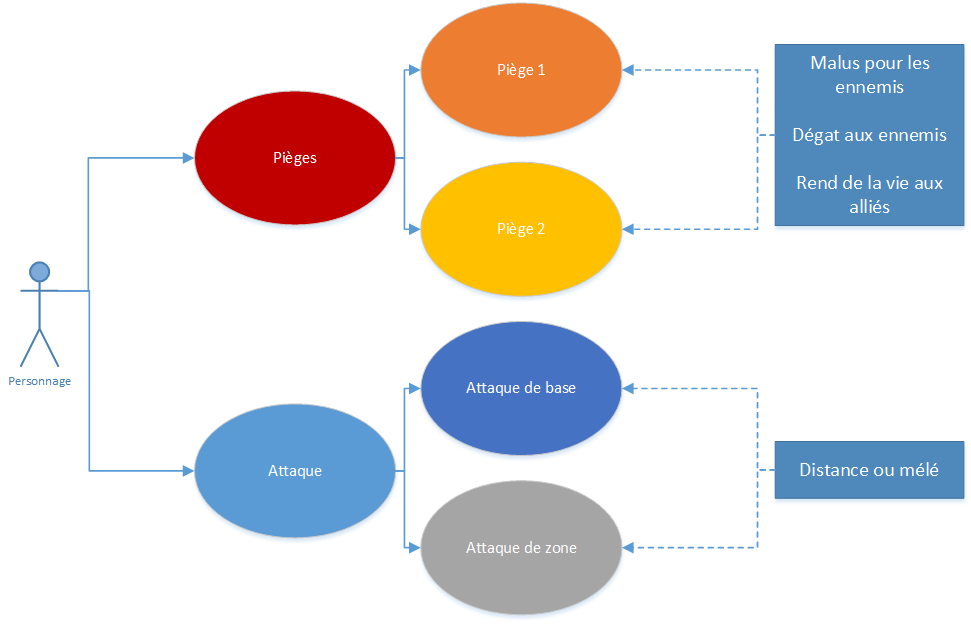 Piège 1
Malus pour les
ennemis
Dégat aux ennemis
Rend de la vie aux
alliés
Pièges
Piège 2
Personnage
Attaque de base
Attaque
Distance ou mélé
Attaque de zone